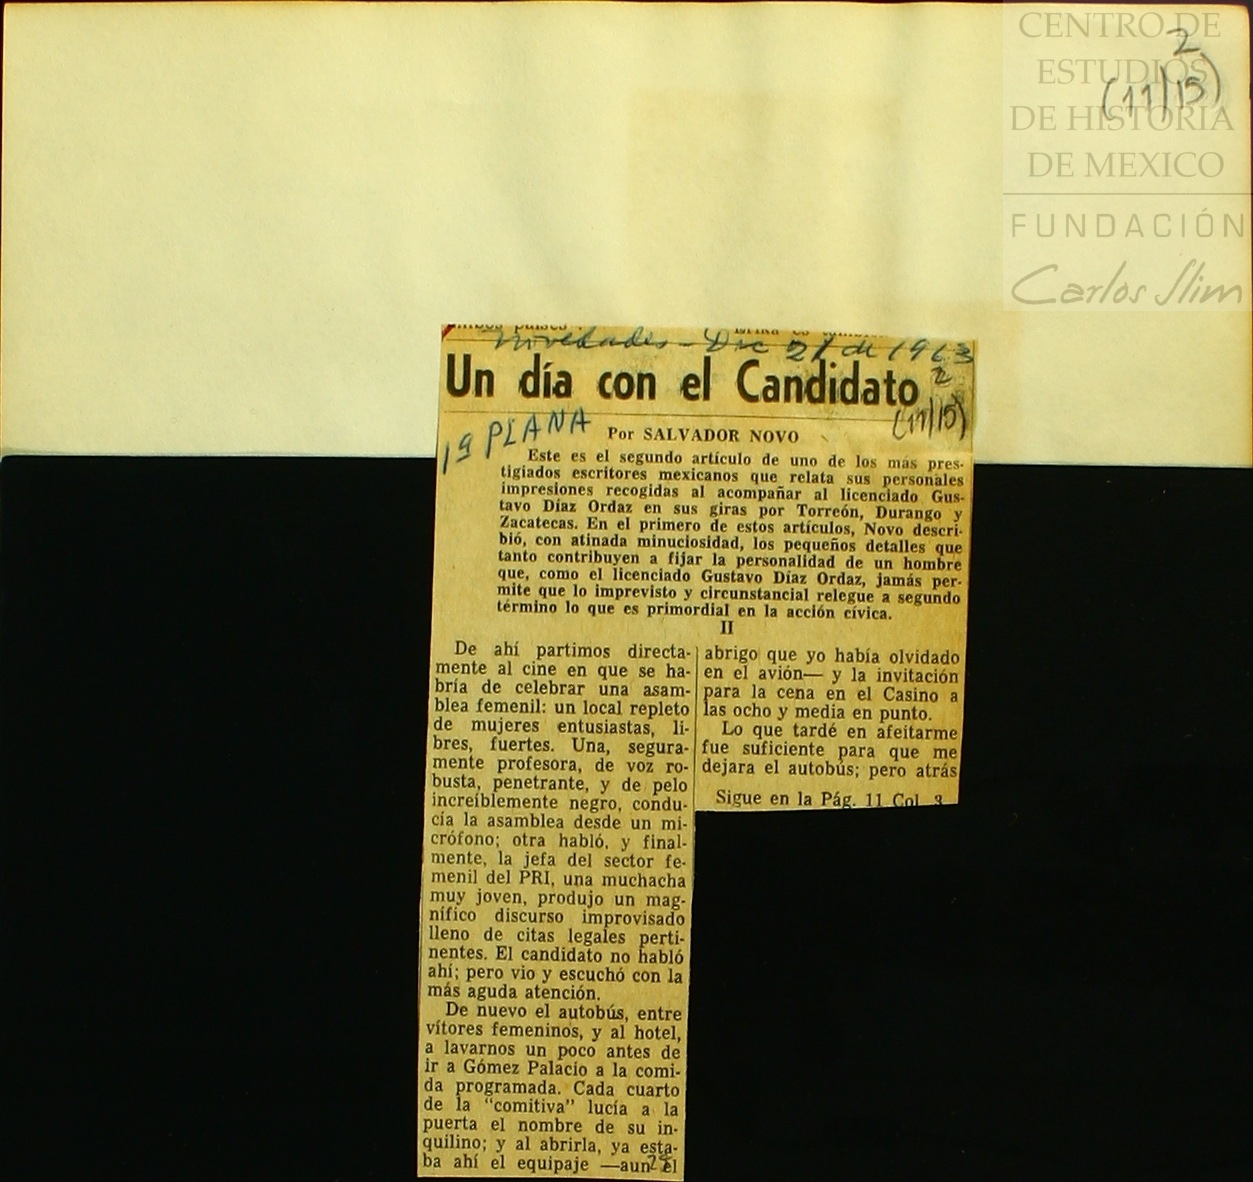 CENTRO DE
ESTUDIOS
DE HISTORIA
DE MEXICO
FUNDACIÓN
Carlos Slim
2
(11/15)
Novedades - Dic 21 de 1963
Un día con el Candidato
2
(11/15)
1ª PLANA
Por SALVADOR NOVO
Este es el segundo artículo de uno de los más pres-
tigiados escritores mexicanos que relata sus personales
impresiones recogidas al acompañar al licenciado Gus-
tavo Díaz Ordaz en sus giras por Torreón, Durango y
Zacatecas. En el primero de estos artículos, Novo descri-
bió, con atinada minuciosidad, los pequeños detalles que
tanto contribuyen a fijar la personalidad de un hombre
que, como el licenciado Gustavo Díaz Ordaz, jamás per-
mite que lo imprevisto y circunstancial relegue a segundo
término lo que es primordial en la acción cívica.
II
De ahí partimos directa-
mente al cine en que se ha-
bría de celebrar una asam-
blea femenil: un local repleto
de mujeres entusiastas, li-
bres, fuertes. Una, segura-
mente profesora, de voz ro-
busta, penetrante, y de pelo
increíblemente negro, condu-
cía la asamblea desde un mi-
crófono; otra habló, y final-
mente, la jefa del sector fe-
menil del PRI, una muchacha
muy joven, produjo un mag-
nífico discurso improvisado
lleno de citas legales perti-
nentes. El candidato no habló
ahí; pero vio y escuchó con la
más aguda atención.
De nuevo el autobús, entre
vítores femeninos, y al hotel,
a lavarnos un poco antes de
ir a Gómez Palacio a la comi-
da programada. Cada cuarto
de la "comitiva" lucía a la
puerta el nombre de su in-
quilino; y al abrirla, ya esta-
ba ahí el equipaje —aun el
abrigo que yo había olvidado
en el avión— y la invitación
para la cena en el Casino a
las ocho y media en punto.
Lo que tardé en afeitarme
fue suficiente para que me
dejara el autobús; pero atrás
Sigue en la Pág. 11 Col. 3